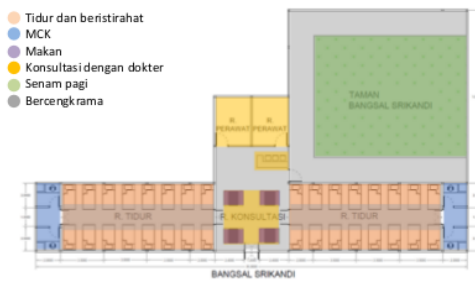 Tidur dan beristirahat
MCK
Makan
Konsultasi dengan dokter
Senam pagi
Bercengkrama
TAMAN
BANGSAL SRIKANDI
R. PERAWAT
R. PERAWAT
R. TIDUR
R. KONSULTASI
R. TIDUR
BANGSAL SRIKANDI